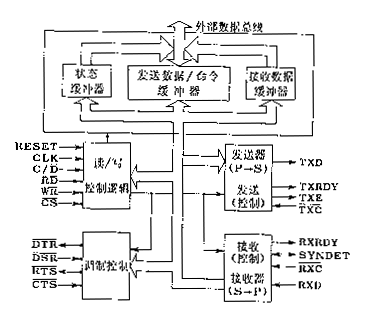 外部数据总线
状态
缓冲器
发送数据/命令
缓冲器
接收数据
缓冲器
RESET
CLK
C/D
RD
WR
CS
读/写
控制逻辑
发送器
(P→S)
发送
(控制)
TXD
TXRDY
TXE
TXC
DTR
DSR
RTS
CTS
调制控制
接收
(控制)
接收器
(S→P)
RXRDY
SYNDET
RXC
RXD